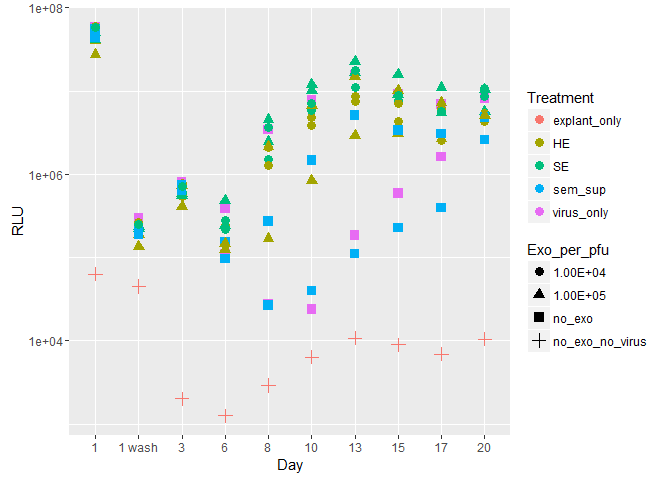 1e+08
1e+06
1e+04
RLU
1
1 wash
3
6
8
10
13
15
17
20
Day
Treatment
explant_only
HE
SE
sem_sup
virus_only
Exo_per_pfu
1.00E+04
1.00E+05
no_exo
no_exo_no_virus